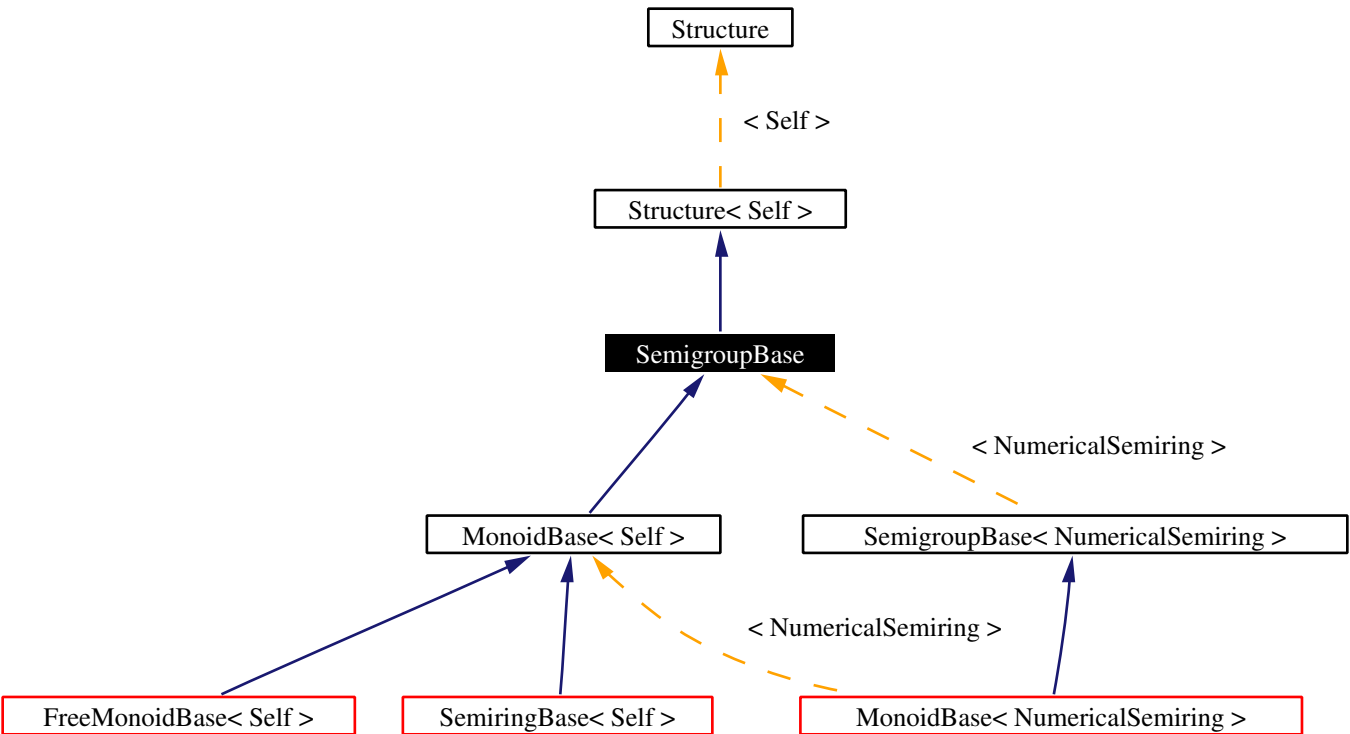 Structure
< Self >
Structure< Self >
SemigroupBase
< NumericalSemiring >
MonoidBase< Self >
SemigroupBase< NumericalSemiring >
< NumericalSemiring >
FreeMonoidBase< Self >
SemiringBase< Self >
MonoidBase< NumericalSemiring >